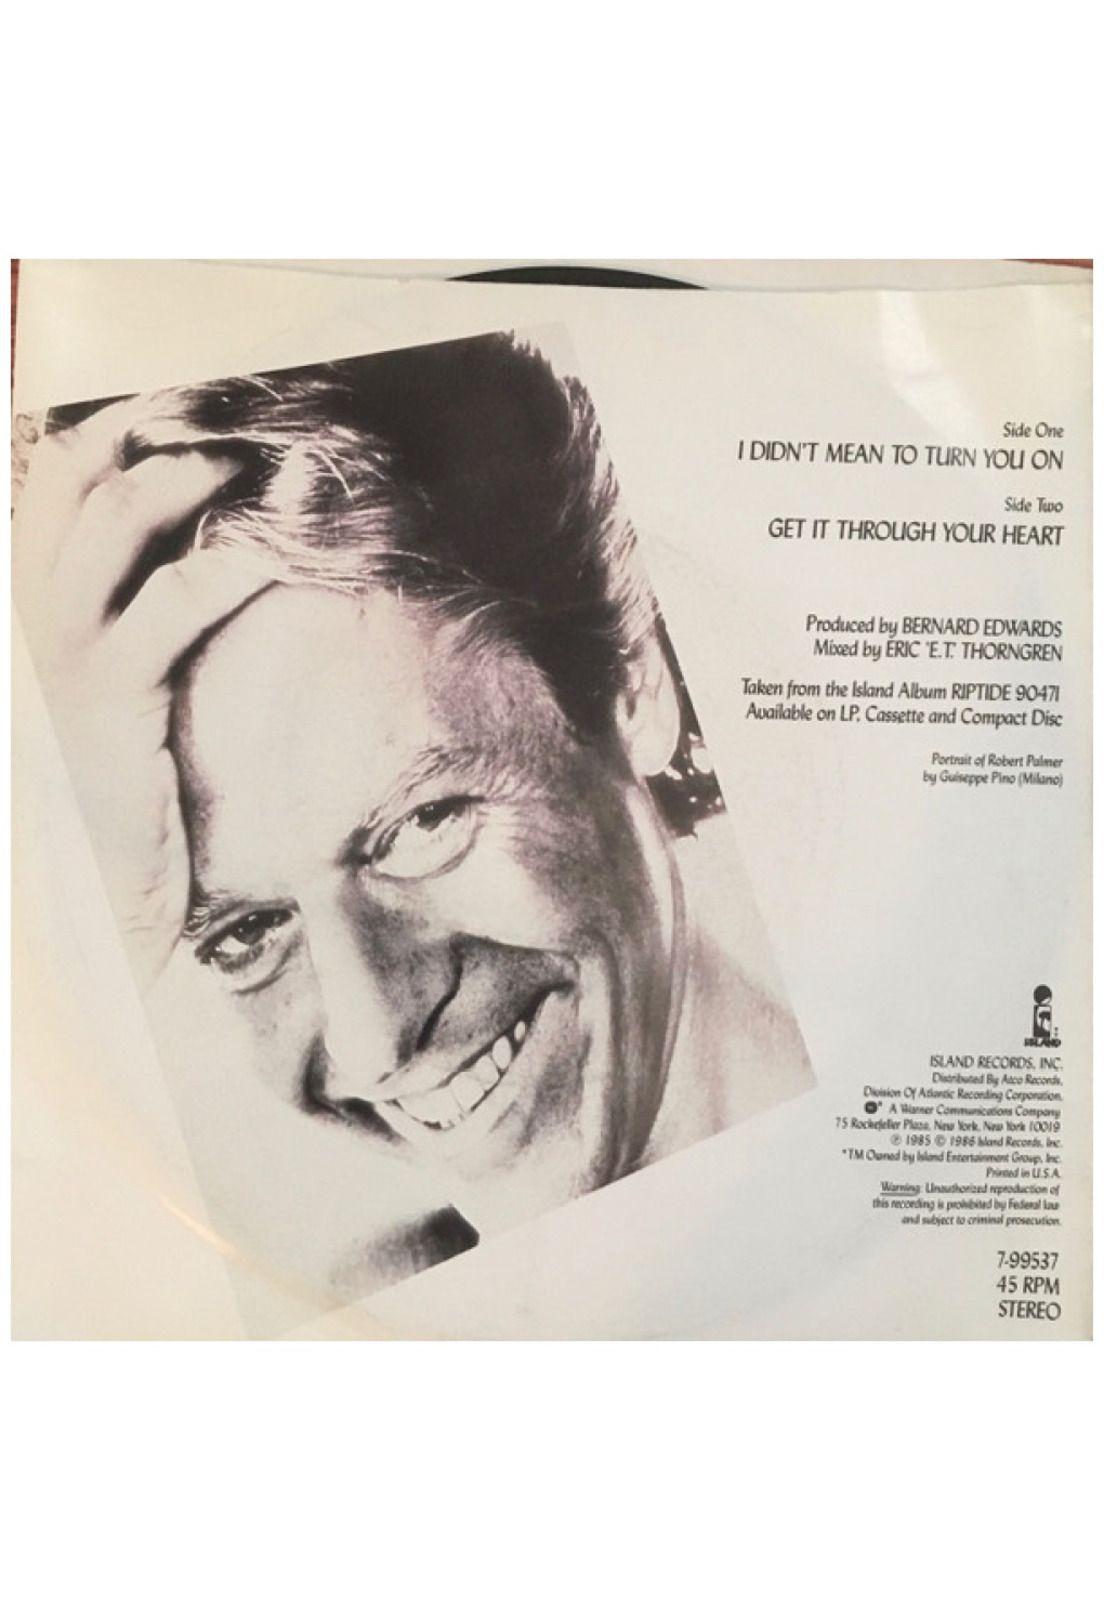 Side One
I DIDN'T MEAN TO TURN YOU ON
Side Two
GET IT THROUGH YOUR HEART
Produced by BERNARD EDWARDS
Mixed by ERIC 'E.T.' THORNGREN
Taken from the Island Album RIPTIDE 90471
Available on LP, Cassette and Compact Disc
Portrait of Robert Palmer
by Guiseppe Pino (Milano)
ISLAND
ISLAND RECORDS, INC.
Distributed By Atco Records,
Division Of Atlantic Recording Corporation,
A Warner Communications Company
75 Rockefeller Plaza, New York, New York 10019
℗ 1985 © 1986 Island Records, Inc.
*TM Owned by Island Entertainment Group, Inc.
Printed in U.S.A.
Warning: Unauthorized reproduction of
this recording is prohibited by Federal law
and subject to criminal prosecution.
7-99537
45 RPM
STEREO